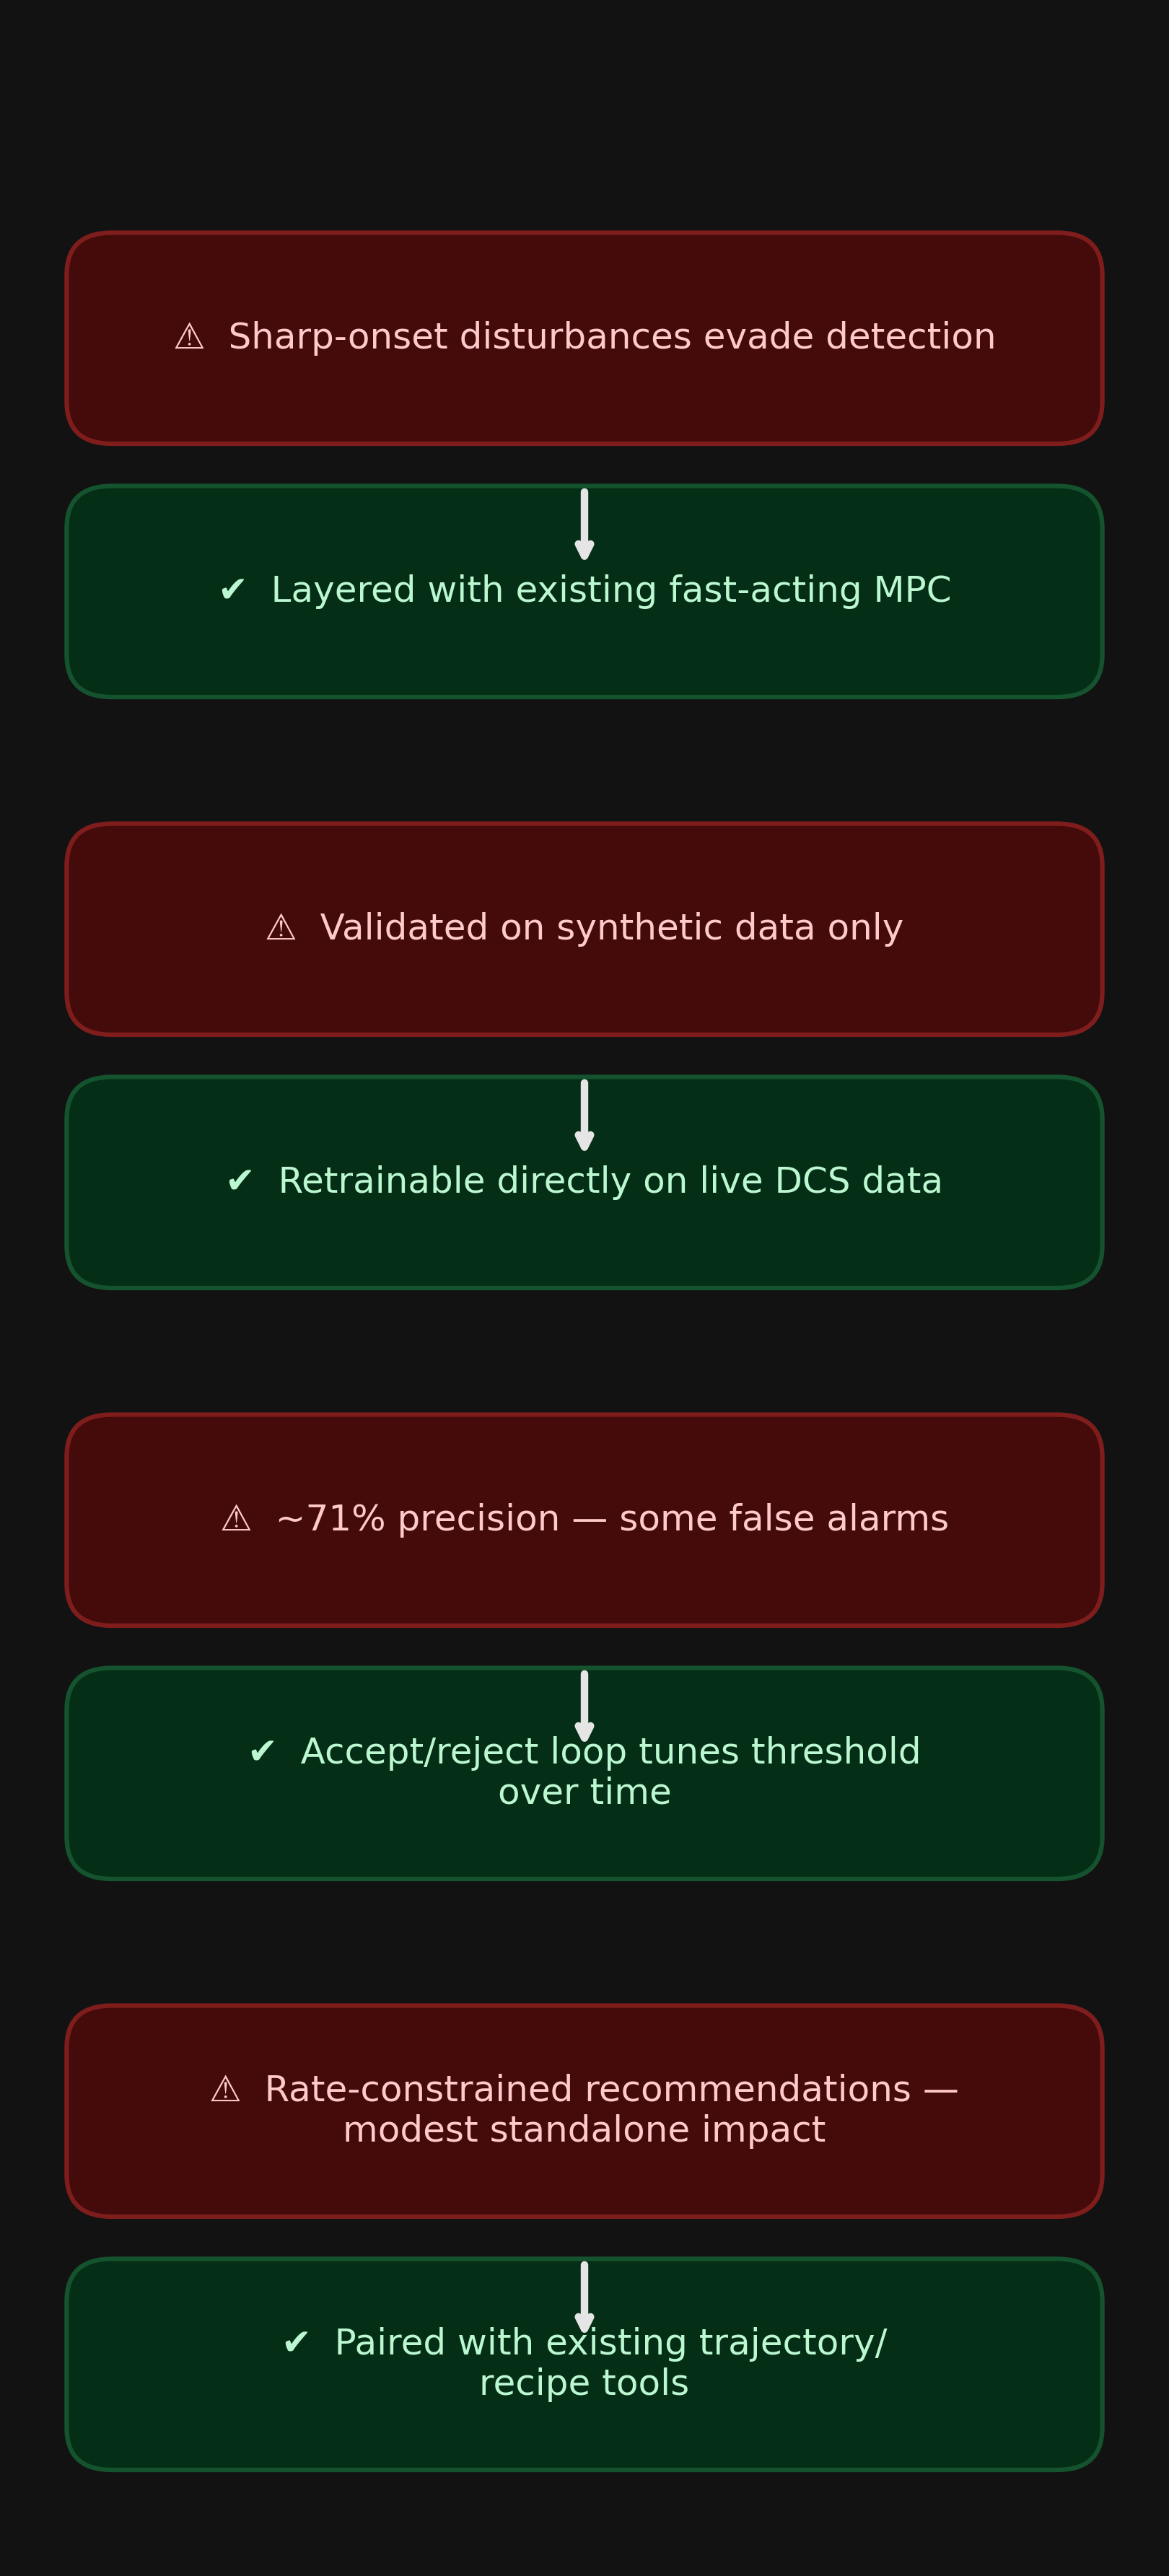 ⚠ Sharp-onset disturbances evade detection
✔ Layered with existing fast-acting MPC
⚠ Validated on synthetic data only
✔ Retrainable directly on live DCS data
⚠ ~71% precision — some false alarms
✔ Accept/reject loop tunes threshold
over time
⚠ Rate-constrained recommendations —
modest standalone impact
✔ Paired with existing trajectory/
recipe tools